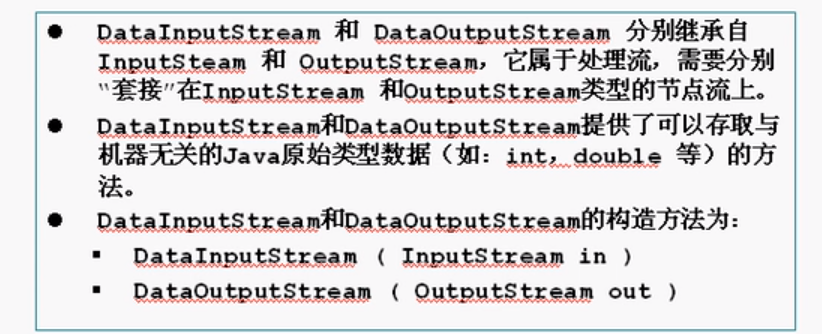 ● DataInputStream 和 DataOutputStream 分别继承自
InputSteam 和 OutputStream，它属于处理流，需要分别
“套接”在InputStream 和OutputStream类型的节点流上。
● DataInputStream和DataOutputStream提供了可以存取与
机器无关的Java原始类型数据（如：int，double 等）的方
法。
● DataInputStream和DataOutputStream的构造方法为：
▪ DataInputStream ( InputStream in )
▪ DataOutputStream ( OutputStream out )